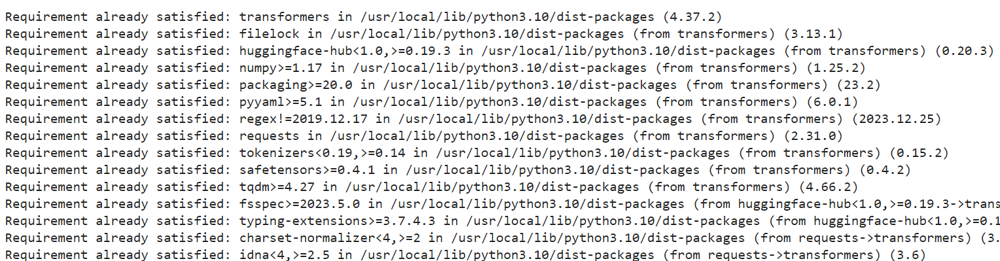 Requirement already satisfied: transformers in /usr/local/lib/python3.10/dist-packages (4.37.2)
Requirement already satisfied: filelock in /usr/local/lib/python3.10/dist-packages (from transformers) (3.13.1)
Requirement already satisfied: huggingface-hub<1.0,>=0.19.3 in /usr/local/lib/python3.10/dist-packages (from transformers) (0.20.3)
Requirement already satisfied: numpy>=1.17 in /usr/local/lib/python3.10/dist-packages (from transformers) (1.25.2)
Requirement already satisfied: packaging>=20.0 in /usr/local/lib/python3.10/dist-packages (from transformers) (23.2)
Requirement already satisfied: pyyaml>=5.1 in /usr/local/lib/python3.10/dist-packages (from transformers) (6.0.1)
Requirement already satisfied: regex!=2019.12.17 in /usr/local/lib/python3.10/dist-packages (from transformers) (2023.12.25)
Requirement already satisfied: requests in /usr/local/lib/python3.10/dist-packages (from transformers) (2.31.0)
Requirement already satisfied: tokenizers<0.19,>=0.14 in /usr/local/lib/python3.10/dist-packages (from transformers) (0.15.2)
Requirement already satisfied: safetensors>=0.4.1 in /usr/local/lib/python3.10/dist-packages (from transformers) (0.4.2)
Requirement already satisfied: tqdm>=4.27 in /usr/local/lib/python3.10/dist-packages (from transformers) (4.66.2)
Requirement already satisfied: fsspec>=2023.5.0 in /usr/local/lib/python3.10/dist-packages (from huggingface-hub<1.0,>=0.19.3->trans
Requirement already satisfied: typing-extensions>=3.7.4.3 in /usr/local/lib/python3.10/dist-packages (from huggingface-hub<1.0,>=0.1
Requirement already satisfied: charset-normalizer<4,>=2 in /usr/local/lib/python3.10/dist-packages (from requests->transformers) (3.
Requirement already satisfied: idna<4,>=2.5 in /usr/local/lib/python3.10/dist-packages (from requests->transformers) (3.6)